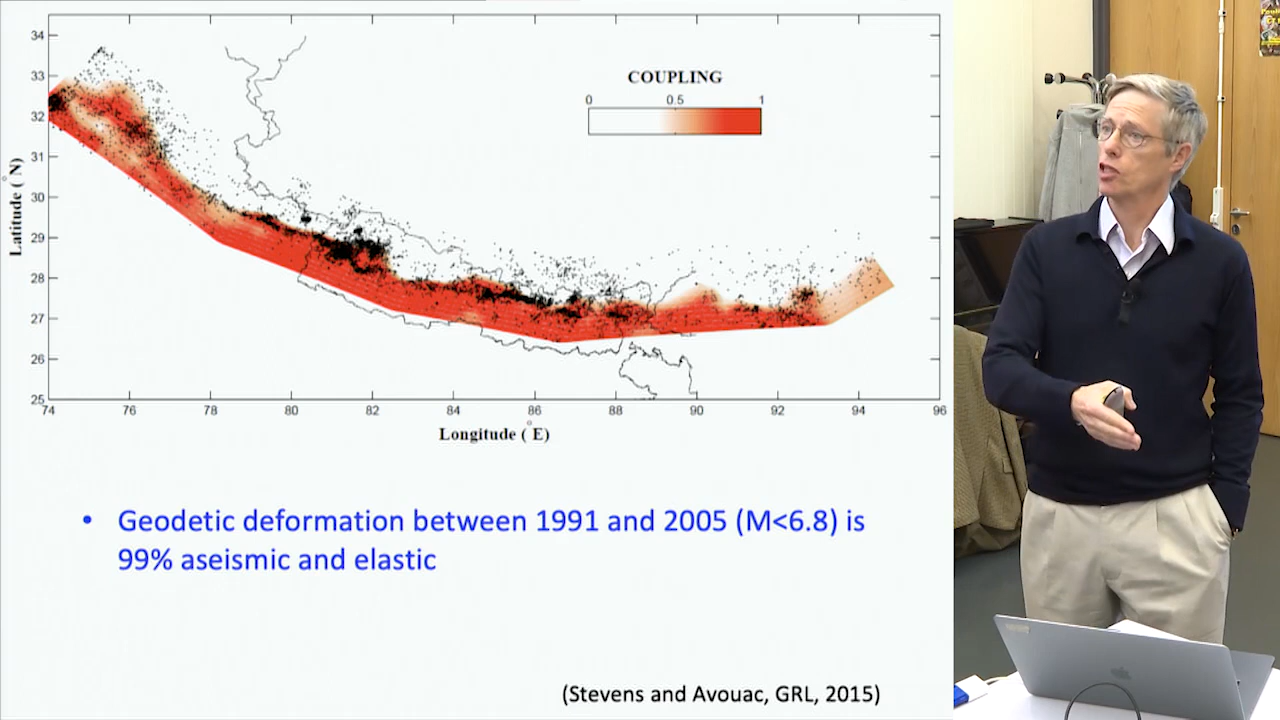 COUPLING
0 0.5 1
34
33
32
31
30
29
28
27
26
25
Latitude (°N)
74 76 78 80 82 84 86 88 90 92 94 96
Longitude (°E)
• Geodetic deformation between 1991 and 2005 (M<6.8) is
99% aseismic and elastic
(Stevens and Avouac, GRL, 2015)